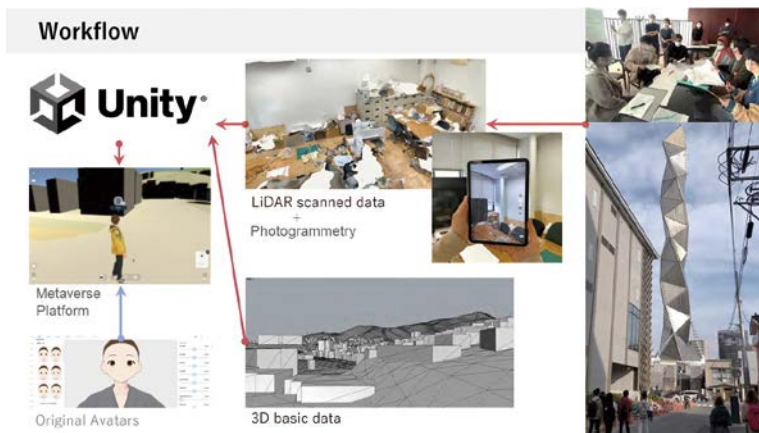 Workflow
Unity®
LiDAR scanned data
+
Photogrammetry
Metaverse
Platform
Original Avatars
3D basic data